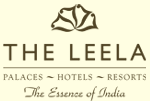 THE LEELA
PALACES ~ HOTELS ~ RESORTS
The Essence of India